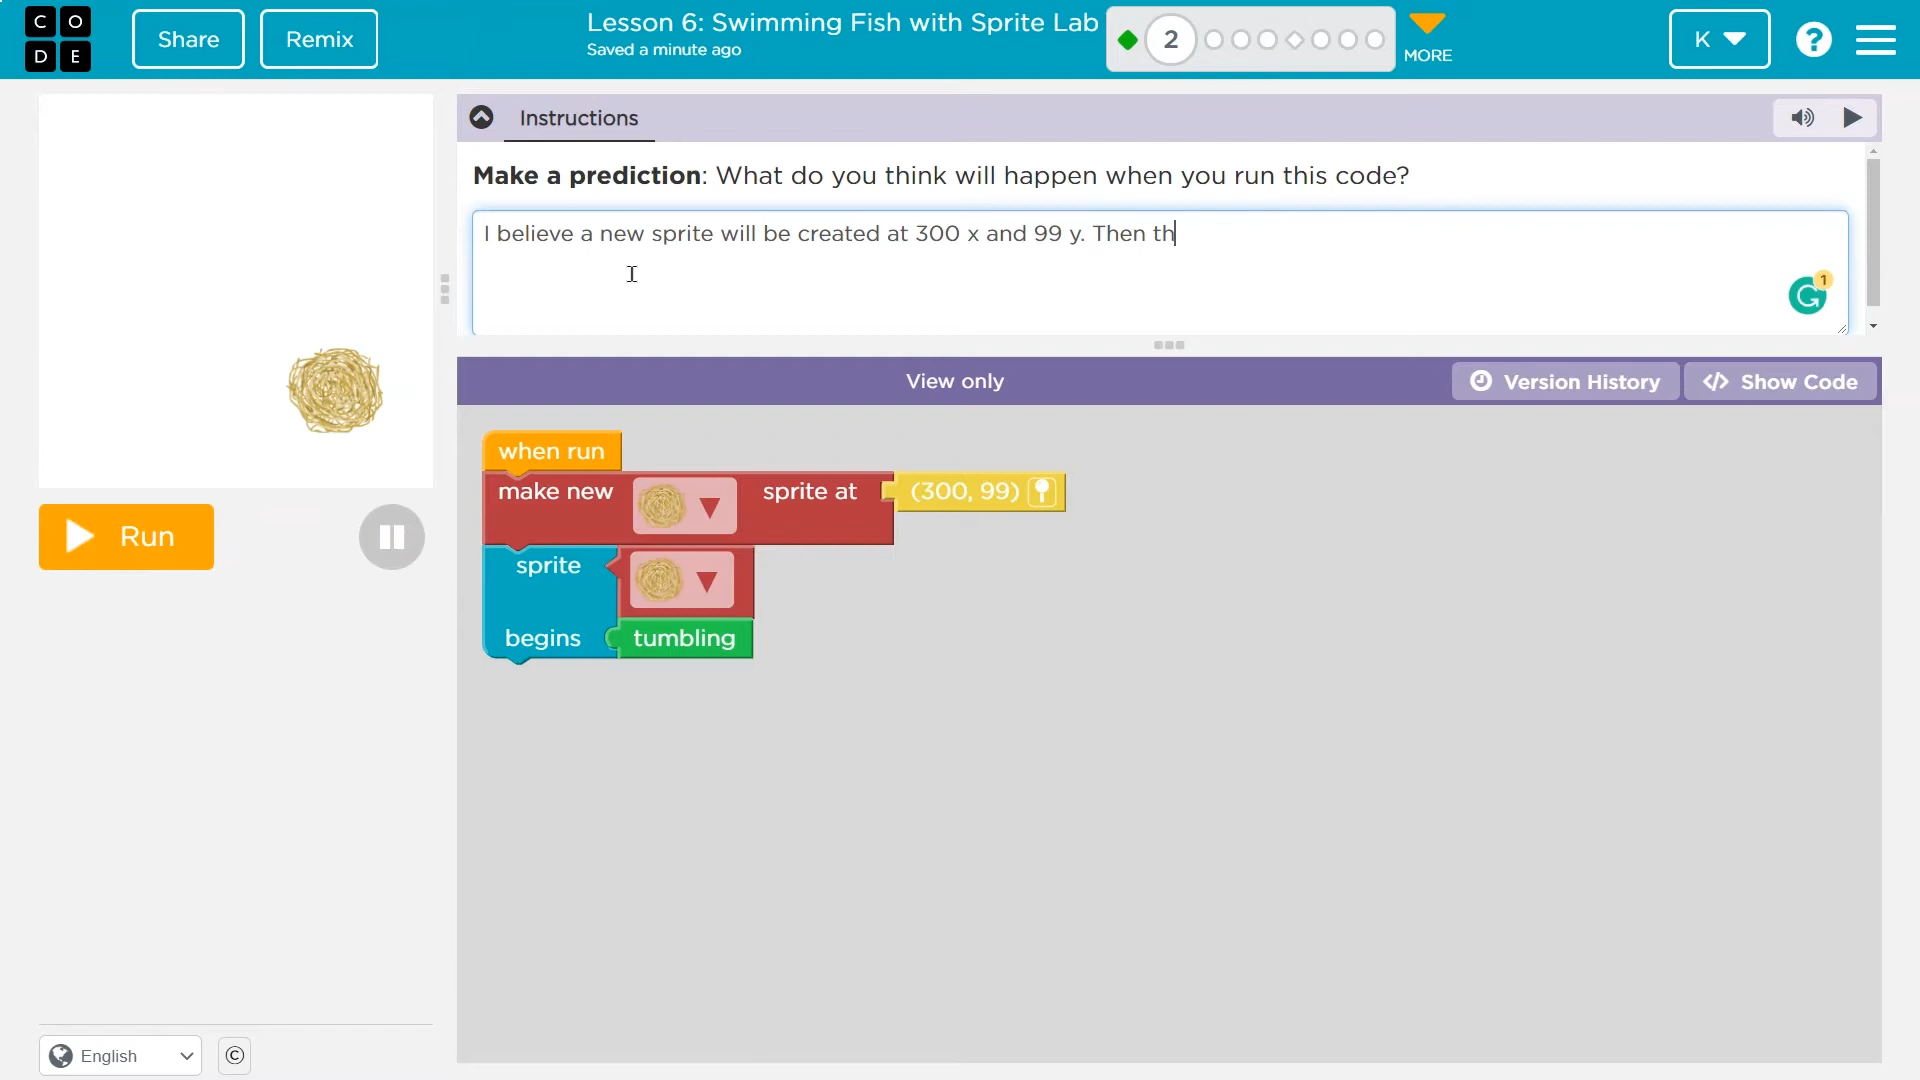 CODE
Share
Remix
Lesson 6: Swimming Fish with Sprite Lab
Saved a minute ago
2
MORE
K
?
Instructions
Make a prediction: What do you think will happen when you run this code?
I believe a new sprite will be created at 300 x and 99 y. Then th
1
View only
Version History
</> Show Code
when run
make new sprite at (300, 99)
sprite
begins tumbling
Run
English
©